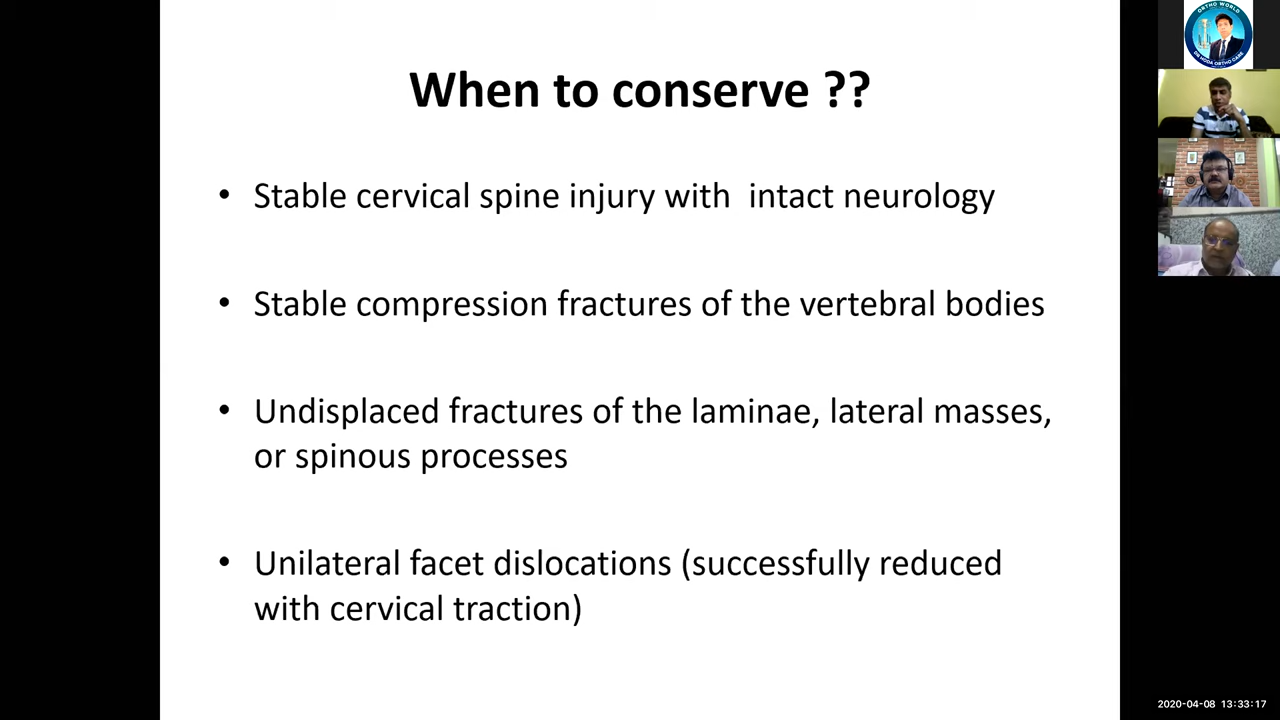 When to conserve ??
• Stable cervical spine injury with  intact neurology
• Stable compression fractures of the vertebral bodies
• Undisplaced fractures of the laminae, lateral masses,
or spinous processes
• Unilateral facet dislocations (successfully reduced
with cervical traction)
ORTHO WORLD
2020-04-08 13:33:17